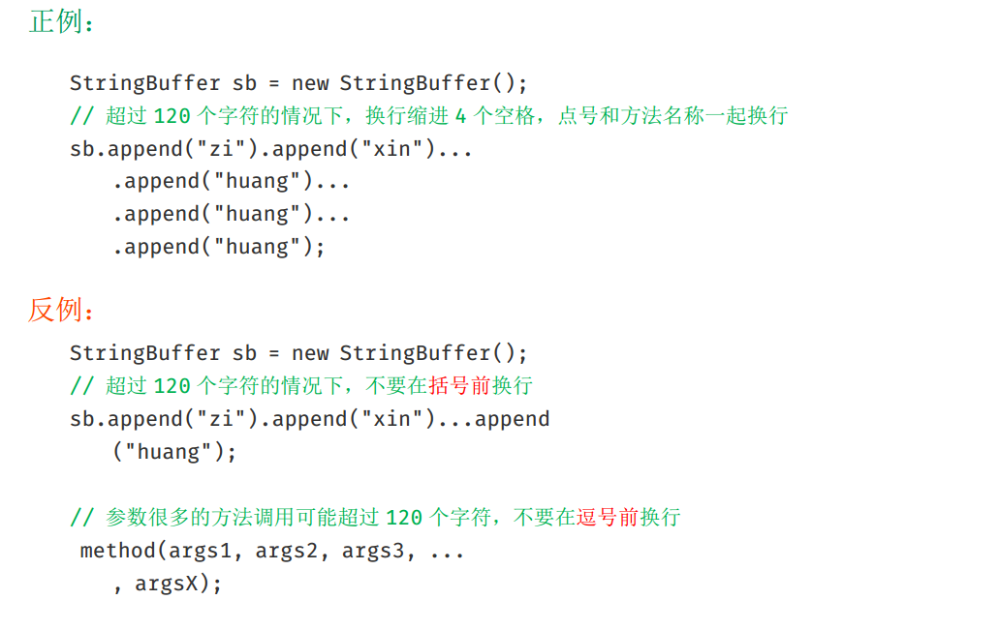 正例：
StringBuffer sb = new StringBuffer();
// 超过 120 个字符的情况下，换行缩进 4 个空格，点号和方法名称一起换行
sb.append("zi").append("xin")...
.append("huang")...
.append("huang")...
.append("huang");
反例：
StringBuffer sb = new StringBuffer();
// 超过 120 个字符的情况下，不要在括号前换行
sb.append("zi").append("xin")...append
("huang");
// 参数很多的方法调用可能超过 120 个字符，不要在逗号前换行
method(args1, args2, args3, ...
, argsX);